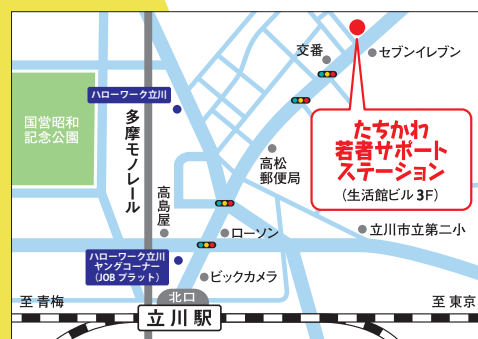 交番
セブンイレブン
ハローワーク立川
国営昭和
記念公園
多摩モノレール
たちかわ
若者サポート
ステーション
(生活館ビル3F)
高松
郵便局
高島屋
ローソン
立川市立第二小
ハローワーク立川
ヤングコーナー
(JOBプラット)
ビックカメラ
北口
至 青梅
至 東京
立川駅